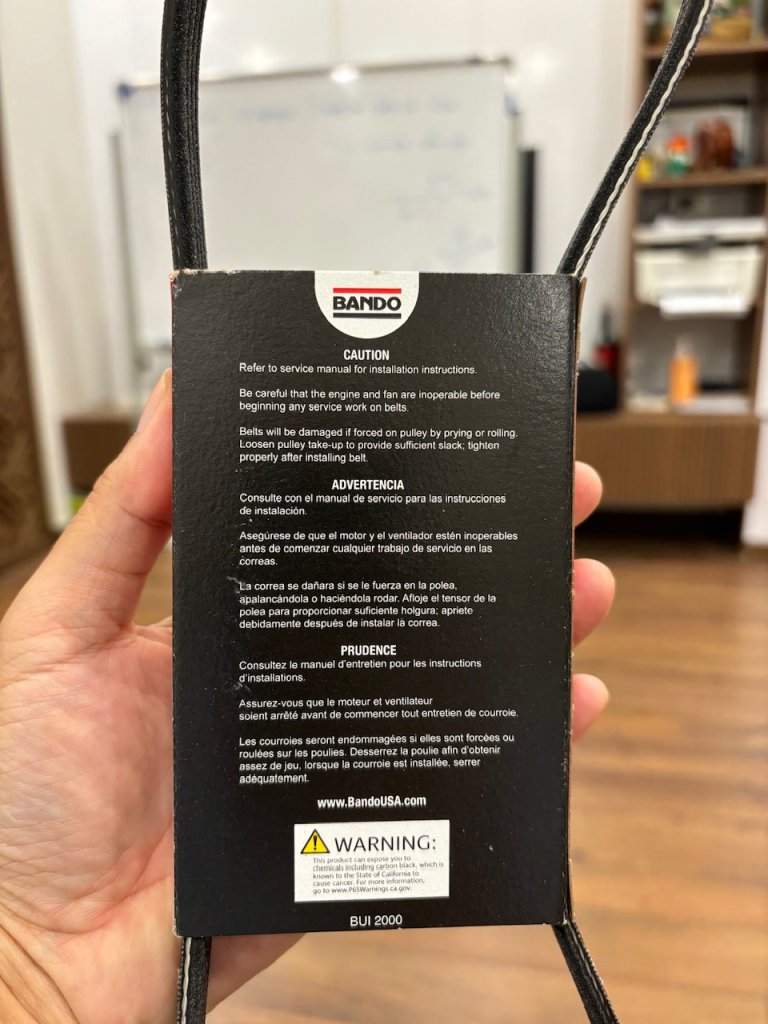 BANDO
CAUTION
Refer to service manual for installation instructions.
Be careful that the engine and fan are inoperable before
beginning any service work on belts.
Belts will be damaged if forced on pulley by prying or rolling.
Loosen pulley take-up to provide sufficient slack; tighten
properly after installing belt.
ADVERTENCIA
Consulte con el manual de servicio para las instrucciones
de instalación.
Asegúrese de que el motor y el ventilador estén inoperables
antes de comenzar cualquier trabajo de servicio en las
correas.
La correa se dañara si se le fuerza en la polea,
apalancándola o haciéndola rodar. Afloje el tensor de la
polea para proporcionar suficiente holgura; apriete
debidamente después de instalar la correa.
PRUDENCE
Consultez le manuel d'entretien pour les instructions
d'installations.
Assurez-vous que le moteur et ventilateur
soient arrêté avant de commencer tout entretien de courroie.
Les courroies seront endommagées si elles sont forcées ou
roulées sur les poulies. Desserrez la poulie afin d'obtenir
assez de jeu, lorsque la courroie est installée, serrer
adéquatement.
www.BandoUSA.com
WARNING:
This product can expose you to
chemicals including carbon black, which is
known to the State of California to
cause cancer. For more information,
go to www.P65Warnings.ca.gov.
BUI 2000